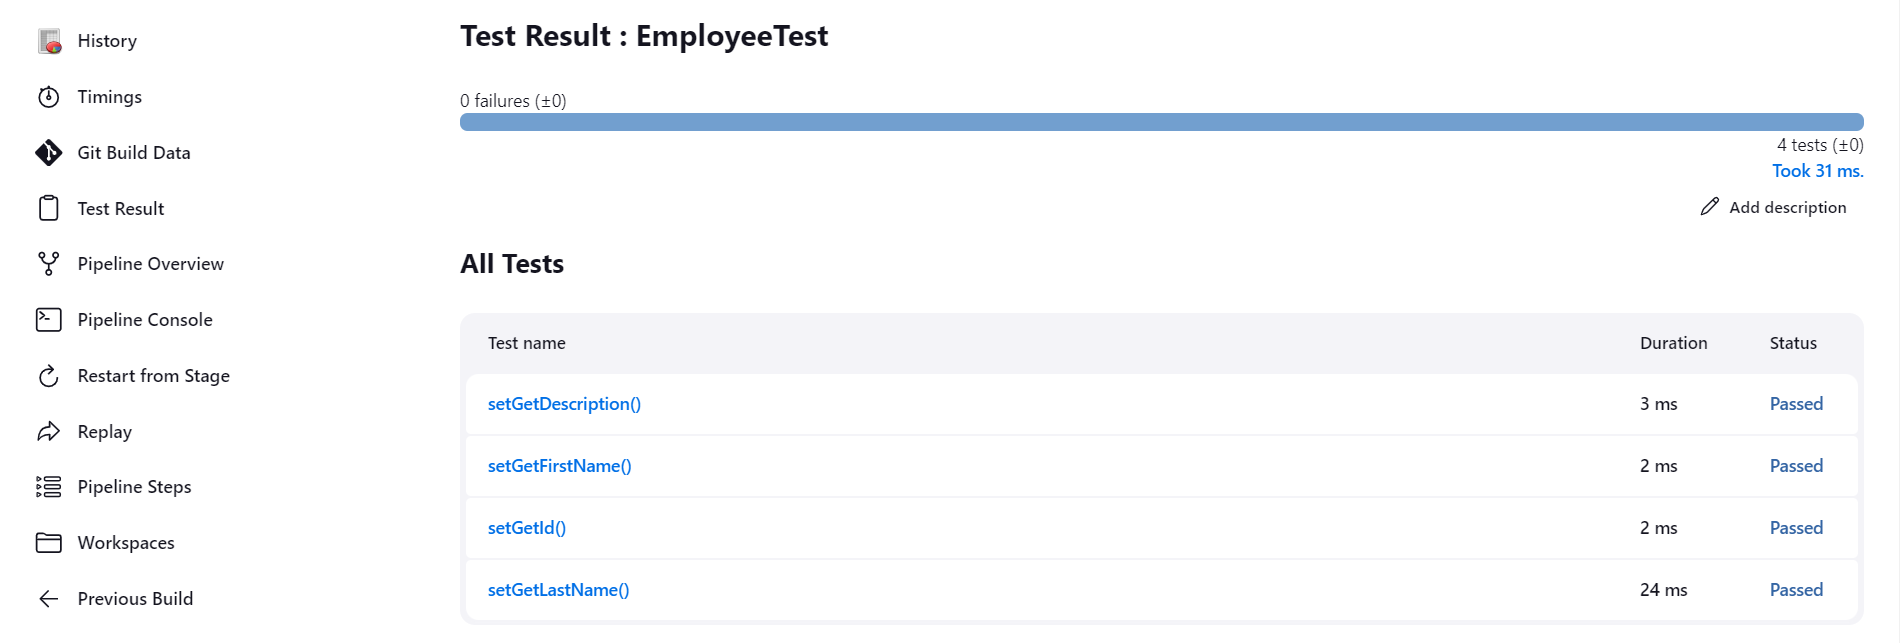 History
Timings
Git Build Data
Test Result
Pipeline Overview
Pipeline Console
Restart from Stage
Replay
Pipeline Steps
Workspaces
Previous Build
Test Result : EmployeeTest
0 failures (±0)
4 tests (±0)
Took 31 ms.
Add description
All Tests
Test name Duration Status
setGetDescription() 3 ms Passed
setGetFirstName() 2 ms Passed
setGetId() 2 ms Passed
setGetLastName() 24 ms Passed